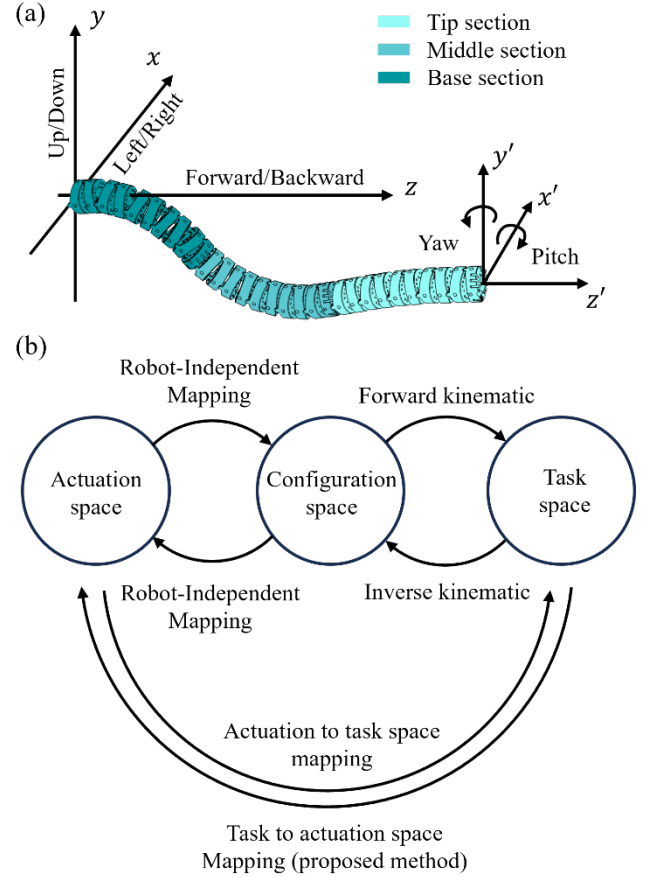 (a)
y
x
Up/Down
Left/Right
Forward/Backward
z
Tip section
Middle section
Base section
y′
x′
Yaw
Pitch
z′
(b)
Robot-Independent
Mapping
Forward kinematic
Actuation
space
Configuration
space
Task
space
Robot-Independent
Mapping
Inverse kinematic
Actuation to task space
mapping
Task to actuation space
Mapping (proposed method)